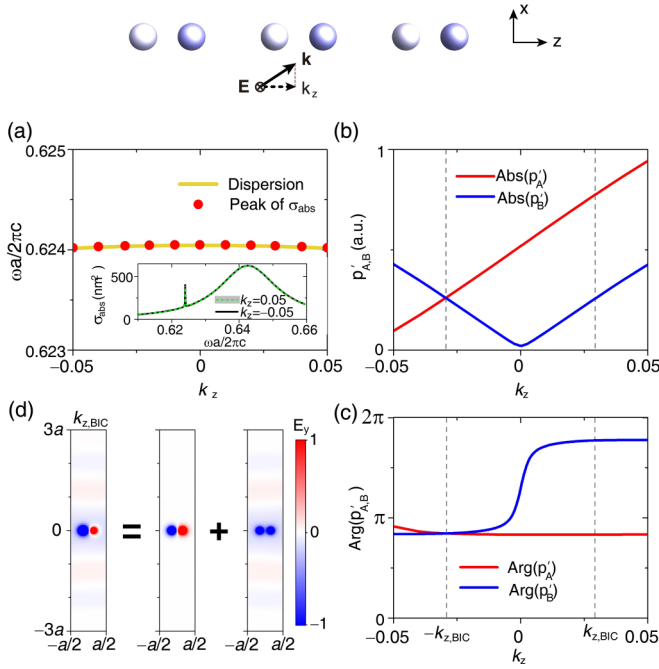 x
z
k
E
k_z
(a)
0.625
0.624
0.623
ωa/2πc
Dispersion
Peak of σ_abs
500
0
σ_abs (nm²)
k_z=0.05
k_z=−0.05
0.62 0.64 0.66
ωa/2πc
−0.05 0 0.05
k_z
(b)
1
0
p'_A,B (a.u.)
Abs(p'_A)
Abs(p'_B)
−0.05 0 0.05
k_z
(d)
k_z,BIC
3a
0
−3a
−a/2 a/2
=
−a/2 a/2
+
−a/2 a/2
E_y
1
0
−1
(c)
2π
π
0
Arg(p'_A,B)
Arg(p'_A)
Arg(p'_B)
−0.05 −k_z,BIC 0 k_z,BIC 0.05
k_z